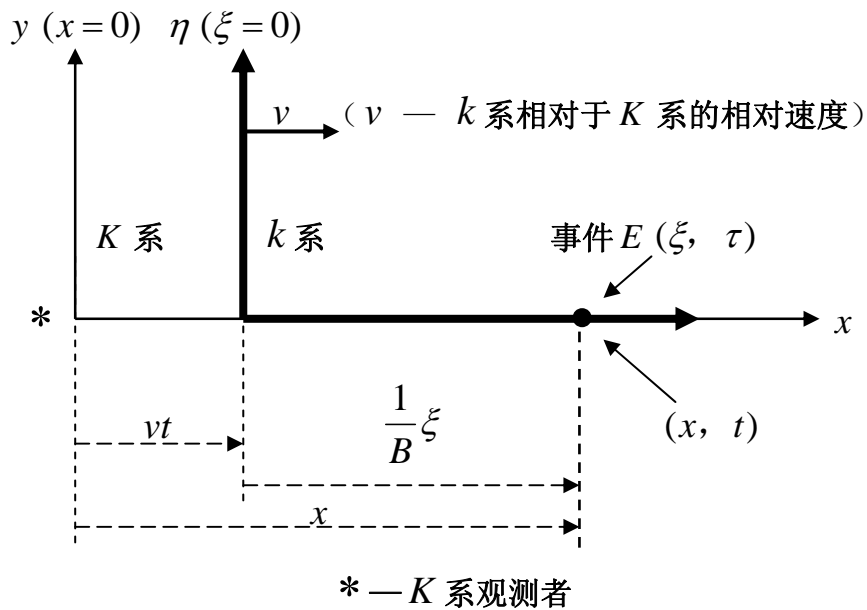 y (x=0) η (ξ=0)
v （v — k 系相对于 K 系的相对速度）
K 系 k 系 事件 E (ξ, τ)
* x
vt 1/B ξ (x, t)
x
* — K 系观测者